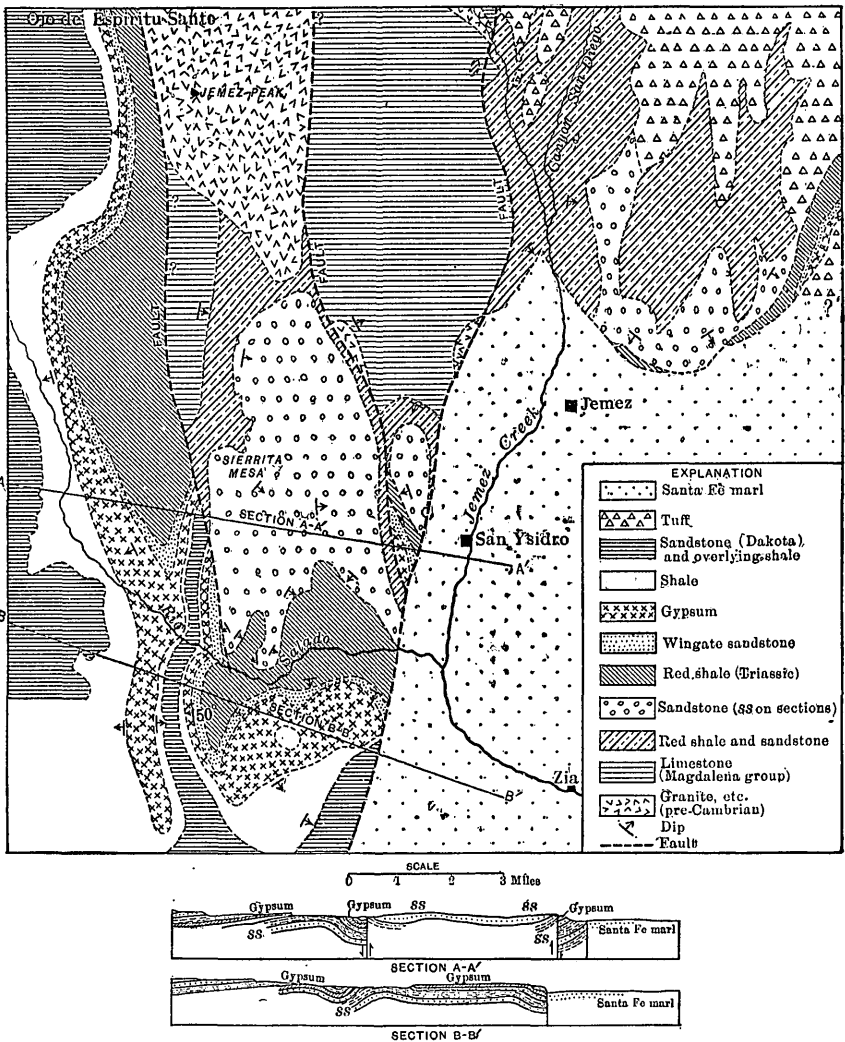 Ojo de Espiritu Santo
?
JEMEZ PEAK
SS
Canyon San Diego
FAULT
?
?
FAULT
FAULT
?
Jemez
Jemez Creek
SIERRITA
MESA
A
SECTION A-A'
San Ysidro
A'
B
Salado
50°
SECTION B-B'
B'
Zia
EXPLANATION
Santa Fe marl
Tuff
Sandstone (Dakota)
and overlying shale
Shale
Gypsum
Wingate sandstone
Red shale (Triassic)
Sandstone (SS on sections)
Red shale and sandstone
Limestone
(Magdalena group)
Granite, etc.
(pre-Cambrian)
Dip
Fault
SCALE
0 1 2 3 Miles
Gypsum Gypsum SS SS Gypsum
SS SS Santa Fe marl
SECTION A-A'
Gypsum Gypsum
SS Santa Fe marl
SECTION B-B'